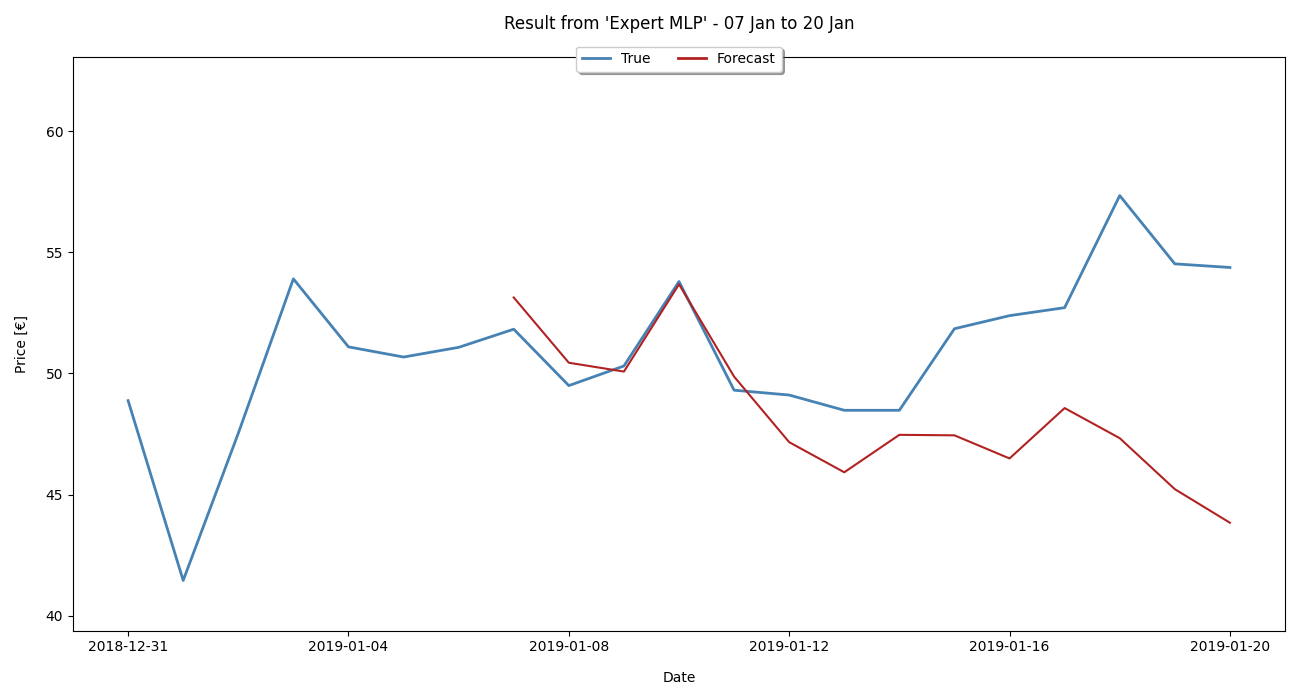 Result from 'Expert MLP' - 07 Jan to 20 Jan
True Forecast
60
55
50
45
40
Price [€]
2018-12-31 2019-01-04 2019-01-08 2019-01-12 2019-01-16 2019-01-20
Date